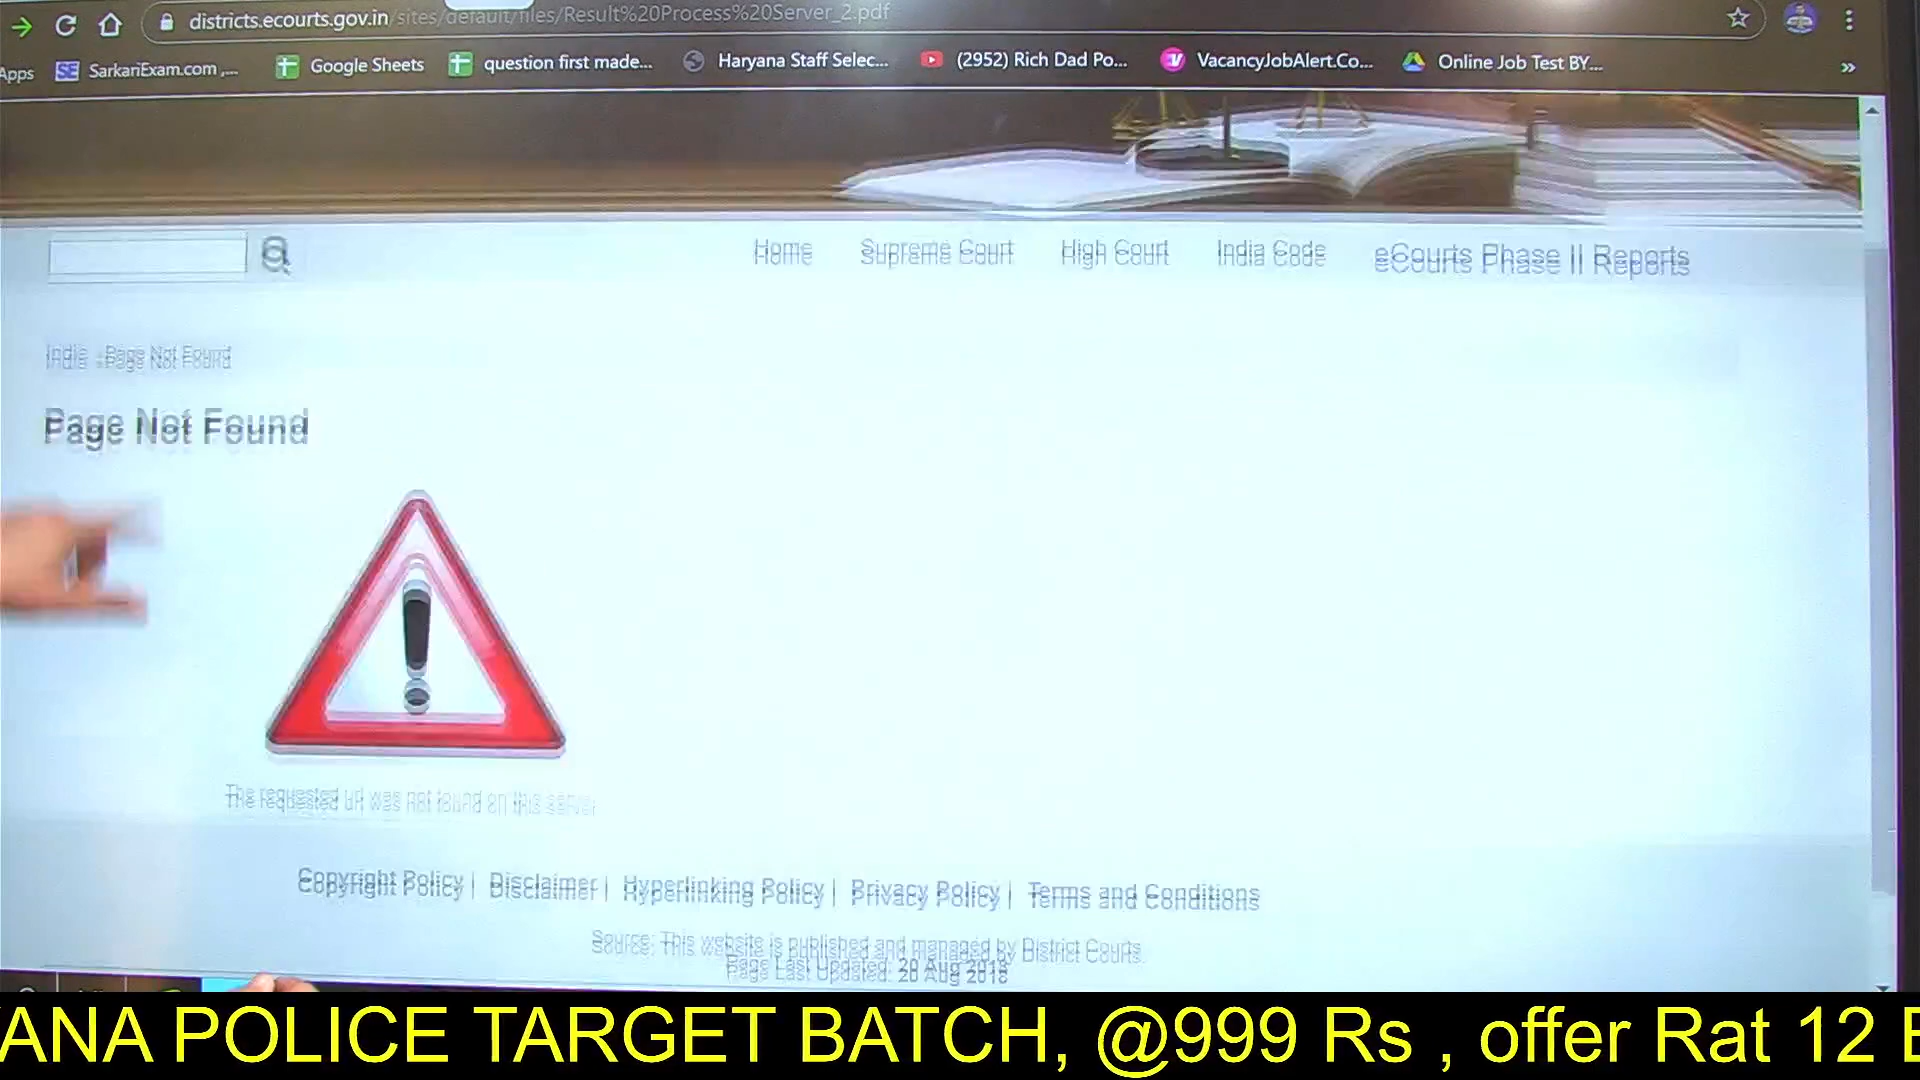 districts.ecourts.gov.in/sites/default/files/Result%20Process%20Server_2.pdf
Apps SarkariExam.com ,... Google Sheets question first made... Haryana Staff Selec... (2952) Rich Dad Po... VacancyJobAlert.Co... Online Job Test BY... »
Home Supreme Court High Court India Code eCourts Phase II Reports
India »Page Not Found
Page Not Found
The requested url was not found on this server
Copyright Policy | Disclaimer | Hyperlinking Policy | Privacy Policy | Terms and Conditions
Source: This website is published and managed by District Courts.
Page Last Updated: 20 Aug 2018
YANA POLICE TARGET BATCH, @999 Rs , offer Rat 12 B